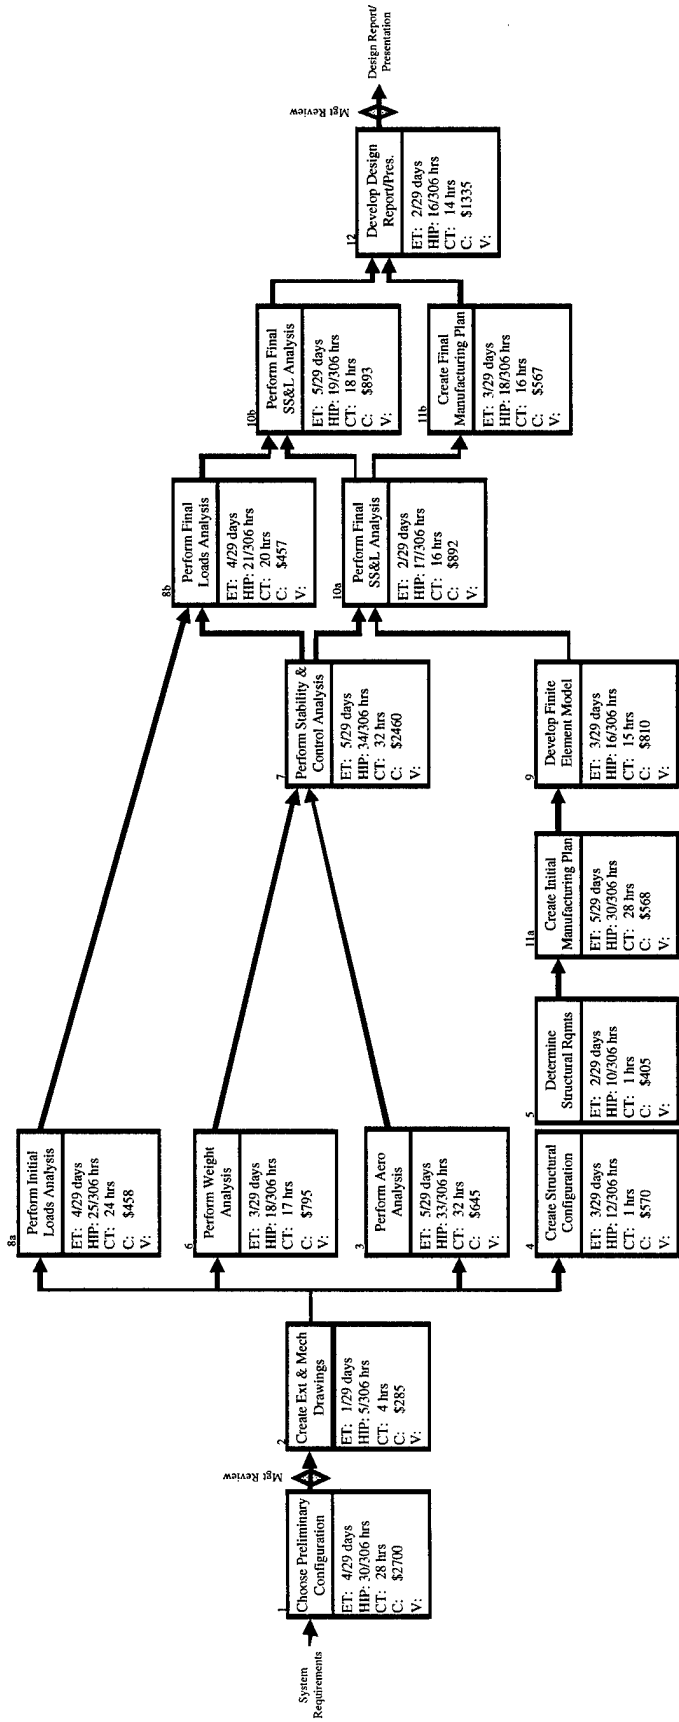 System
Requirements
1
Choose Preliminary
Configuration
ET: 4/29 days
HIP: 30/306 hrs
CT: 28 hrs
C: $2700
V:
Mgt Review
2
Create Ext & Mech
Drawings
ET: 1/29 days
HIP: 5/306 hrs
CT: 4 hrs
C: $285
V:
8a
Perform Initial
Loads Analysis
ET: 4/29 days
HIP: 25/306 hrs
CT: 24 hrs
C: $458
V:
6
Perform Weight
Analysis
ET: 3/29 days
HIP: 18/306 hrs
CT: 17 hrs
C: $795
V:
3
Perform Aero
Analysis
ET: 5/29 days
HIP: 33/306 hrs
CT: 32 hrs
C: $645
V:
4
Create Structural
Configuration
ET: 3/29 days
HIP: 12/306 hrs
CT: 1 hrs
C: $570
V:
5
Determine
Structural Rqmts
ET: 2/29 days
HIP: 10/306 hrs
CT: 1 hrs
C: $405
V:
11a
Create Initial
Manufacturing Plan
ET: 5/29 days
HIP: 30/306 hrs
CT: 28 hrs
C: $568
V:
9
Develop Finite
Element Model
ET: 3/29 days
HIP: 16/306 hrs
CT: 15 hrs
C: $810
V:
7
Perform Stability &
Control Analysis
ET: 5/29 days
HIP: 34/306 hrs
CT: 32 hrs
C: $2460
V:
8b
Perform Final
Loads Analysis
ET: 4/29 days
HIP: 21/306 hrs
CT: 20 hrs
C: $457
V:
10a
Perform Final
SS&L Analysis
ET: 2/29 days
HIP: 17/306 hrs
CT: 16 hrs
C: $892
V:
10b
Perform Final
SS&L Analysis
ET: 5/29 days
HIP: 19/306 hrs
CT: 18 hrs
C: $893
V:
11b
Create Final
Manufacturing Plan
ET: 3/29 days
HIP: 18/306 hrs
CT: 16 hrs
C: $567
V:
12
Develop Design
Report/Pres.
ET: 2/29 days
HIP: 16/306 hrs
CT: 14 hrs
C: $1335
V:
Mgt Review
Design Report/
Presentation